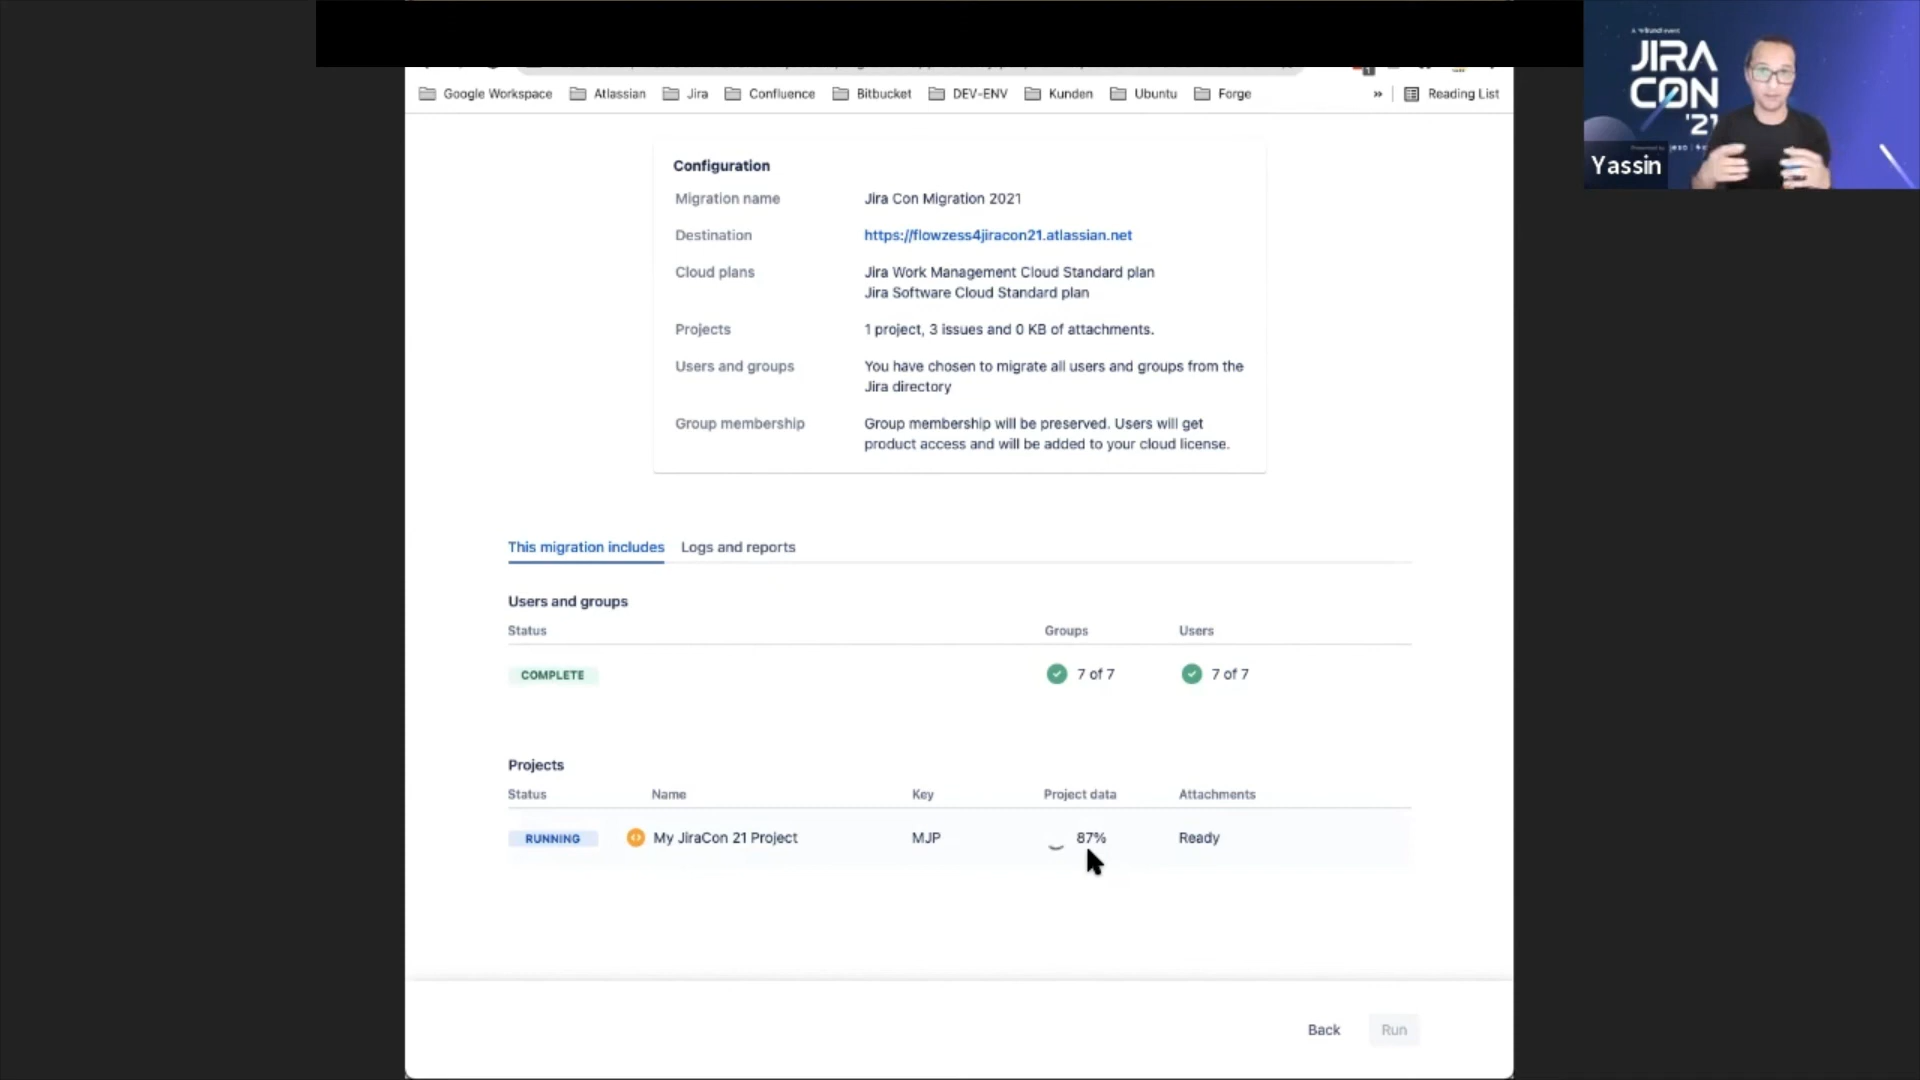 Google Workspace Atlassian Jira Confluence Bitbucket DEV-ENV Kunden Ubuntu Forge » Reading List
JIRA
CON
'21
Yassin
Configuration
Migration name Jira Con Migration 2021
Destination https://flowzess4jiracon21.atlassian.net
Cloud plans Jira Work Management Cloud Standard plan
Jira Software Cloud Standard plan
Projects 1 project, 3 issues and 0 KB of attachments.
Users and groups You have chosen to migrate all users and groups from the
Jira directory
Group membership Group membership will be preserved. Users will get
product access and will be added to your cloud license.
This migration includes Logs and reports
Users and groups
Status Groups Users
COMPLETE 7 of 7 7 of 7
Projects
Status Name Key Project data Attachments
RUNNING My JiraCon 21 Project MJP 87% Ready
Back Run